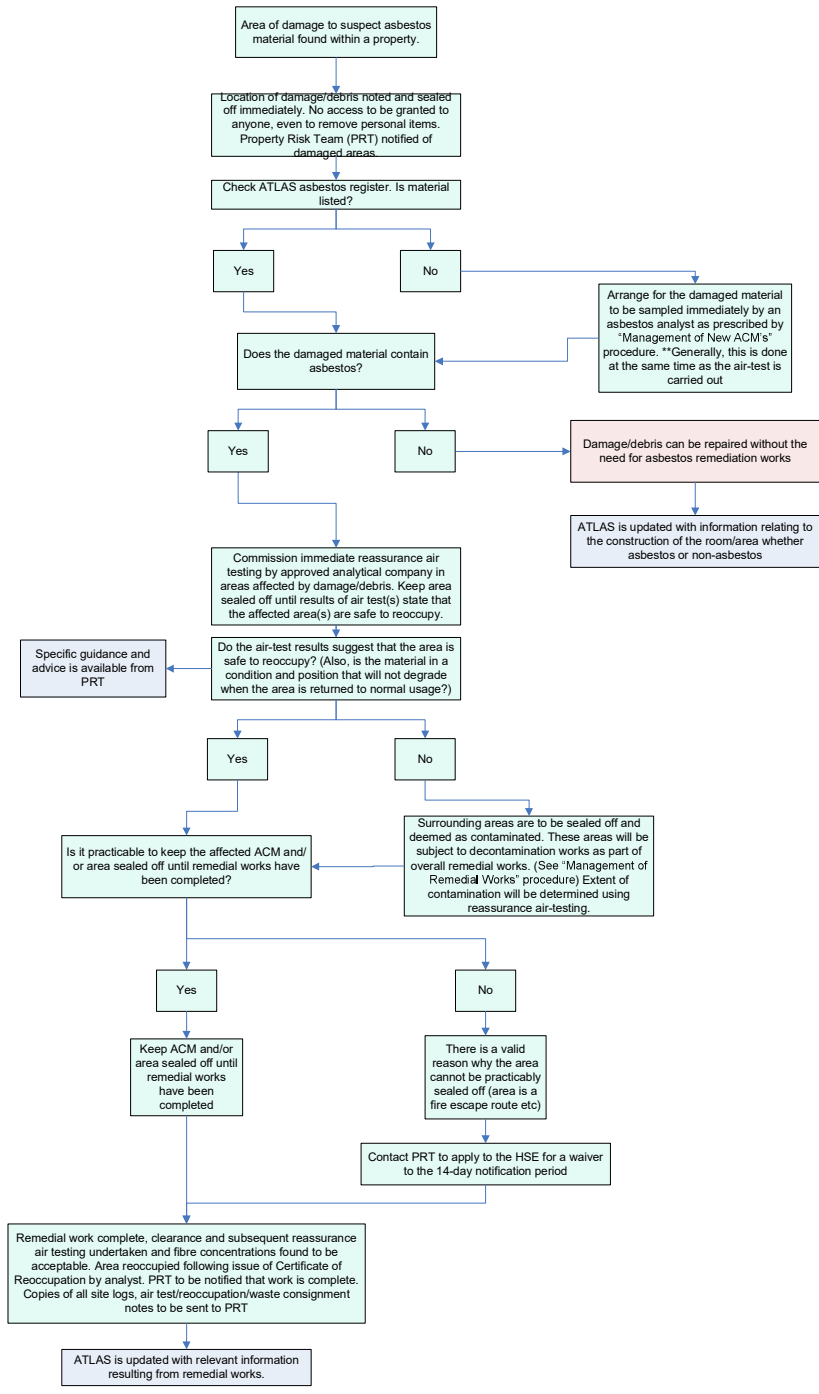 Area of damage to suspect asbestos
material found within a property.
Location of damage/debris noted and sealed
off immediately. No access to be granted to
anyone, even to remove personal items.
Property Risk Team (PRT) notified of
damaged areas.
Check ATLAS asbestos register. Is material
listed?
Yes
No
Arrange for the damaged material
to be sampled immediately by an
asbestos analyst as prescribed by
“Management of New ACM’s”
procedure. **Generally, this is done
at the same time as the air-test is
carried out
Does the damaged material contain
asbestos?
Yes
No
Damage/debris can be repaired without the
need for asbestos remediation works
ATLAS is updated with information relating to
the construction of the room/area whether
asbestos or non-asbestos
Commission immediate reassurance air
testing by approved analytical company in
areas affected by damage/debris. Keep area
sealed off until results of air test(s) state that
the affected area(s) are safe to reoccupy.
Do the air-test results suggest that the area is
safe to reoccupy? (Also, is the material in a
condition and position that will not degrade
when the area is returned to normal usage?)
Specific guidance and
advice is available from
PRT
Yes
No
Surrounding areas are to be sealed off and
deemed as contaminated. These areas will be
subject to decontamination works as part of
overall remedial works. (See “Management of
Remedial Works” procedure) Extent of
contamination will be determined using
reassurance air-testing.
Is it practicable to keep the affected ACM and/
or area sealed off until remedial works have
been completed?
Yes
No
Keep ACM and/or
area sealed off until
remedial works
have been
completed
There is a valid
reason why the area
cannot be practicably
sealed off (area is a
fire escape route etc)
Contact PRT to apply to the HSE for a waiver
to the 14-day notification period
Remedial work complete, clearance and subsequent reassurance
air testing undertaken and fibre concentrations found to be
acceptable. Area reoccupied following issue of Certificate of
Reoccupation by analyst. PRT to be notified that work is complete.
Copies of all site logs, air test/reoccupation/waste consignment
notes to be sent to PRT
ATLAS is updated with relevant information
resulting from remedial works.